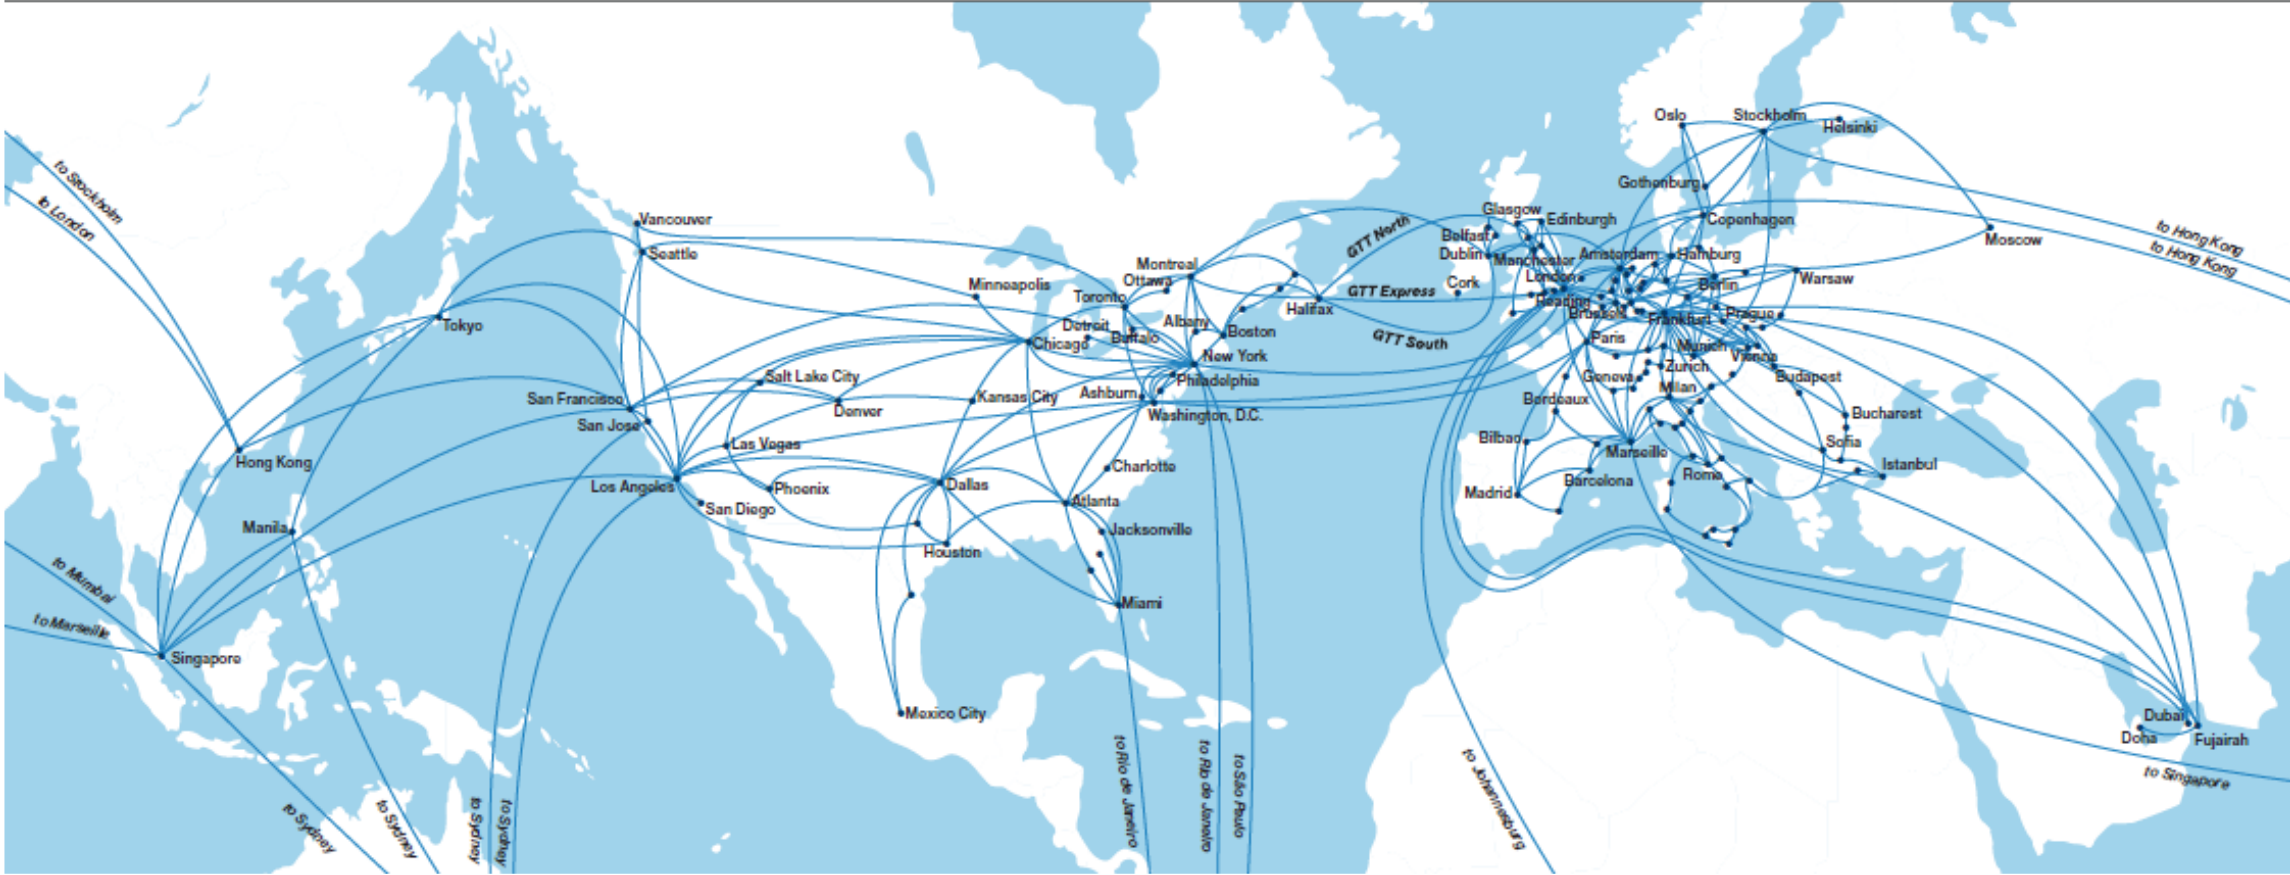 to Stockholm
to London
Hong Kong
Tokyo
Manila
to Mumbai
to Marseille
Singapore
to Sydney
to Sydney
to Sydney
to Sydney
Vancouver
Seattle
San Francisco
San Jose
Los Angeles
San Diego
Las Vegas
Salt Lake City
Denver
Phoenix
Minneapolis
Chicago
Kansas City
Dallas
Houston
Mexico City
Montreal
Ottawa
Toronto
Detroit
Buffalo
Albany
Boston
New York
Philadelphia
Ashburn
Washington, D.C.
Charlotte
Atlanta
Jacksonville
Miami
Halifax
to Rio de Janeiro
to Rio de Janeiro
to São Paulo
GTT North
GTT Express
GTT South
Oslo
Stockholm
Helsinki
Gothenburg
Copenhagen
Glasgow
Edinburgh
Belfast
Dublin
Manchester
Cork
London
Reading
Amsterdam
Hamburg
Berlin
Brussels
Frankfurt
Prague
Warsaw
Moscow
Paris
Munich
Vienna
Zurich
Geneva
Milan
Budapest
Bordeaux
Bucharest
Bilbao
Marseille
Sofia
Istanbul
Madrid
Barcelona
Rome
to Hong Kong
to Hong Kong
Dubai
Doha
Fujairah
to Singapore
to Johannesburg